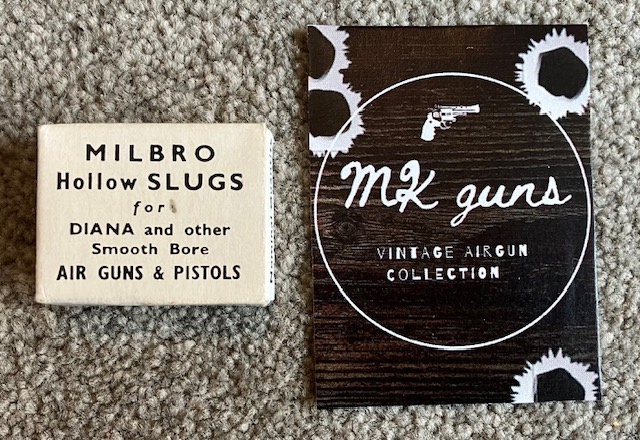 MILBRO
Hollow SLUGS
for
DIANA and other
Smooth Bore
AIR GUNS & PISTOLS
MK guns
VINTAGE AIRGUN
COLLECTION